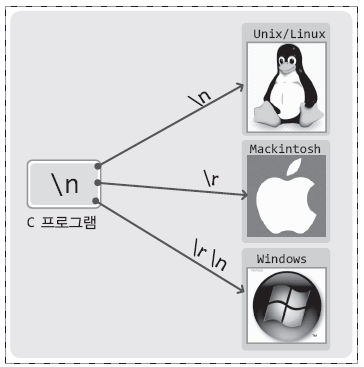 Unix/Linux
\n
Mackintosh
\n
\r
C 프로그램
\r \n
Windows